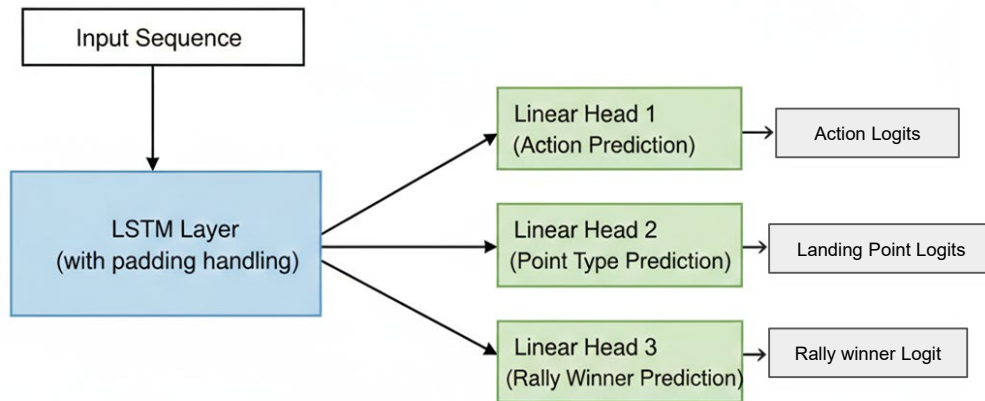 Input Sequence
LSTM Layer
(with padding handling)
Linear Head 1
(Action Prediction)
Action Logits
Linear Head 2
(Point Type Prediction)
Landing Point Logits
Linear Head 3
(Rally Winner Prediction)
Rally winner Logit